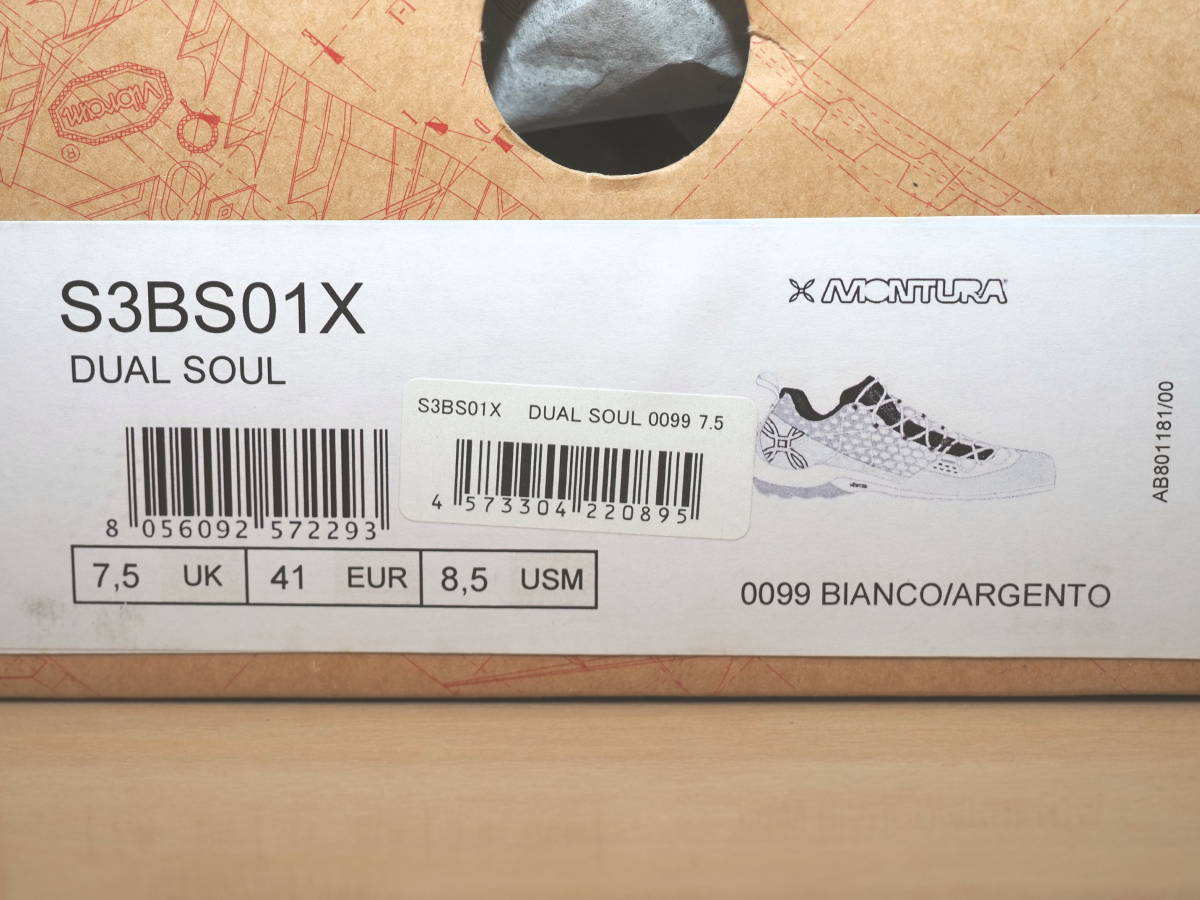 Vibram ®
S3BS01X
DUAL SOUL
MONTURA
S3BS01X DUAL SOUL 0099 7.5
4 573304 220895
8 056092 572293
7,5 UK 41 EUR 8,5 USM
0099 BIANCO/ARGENTO
AB801181/00